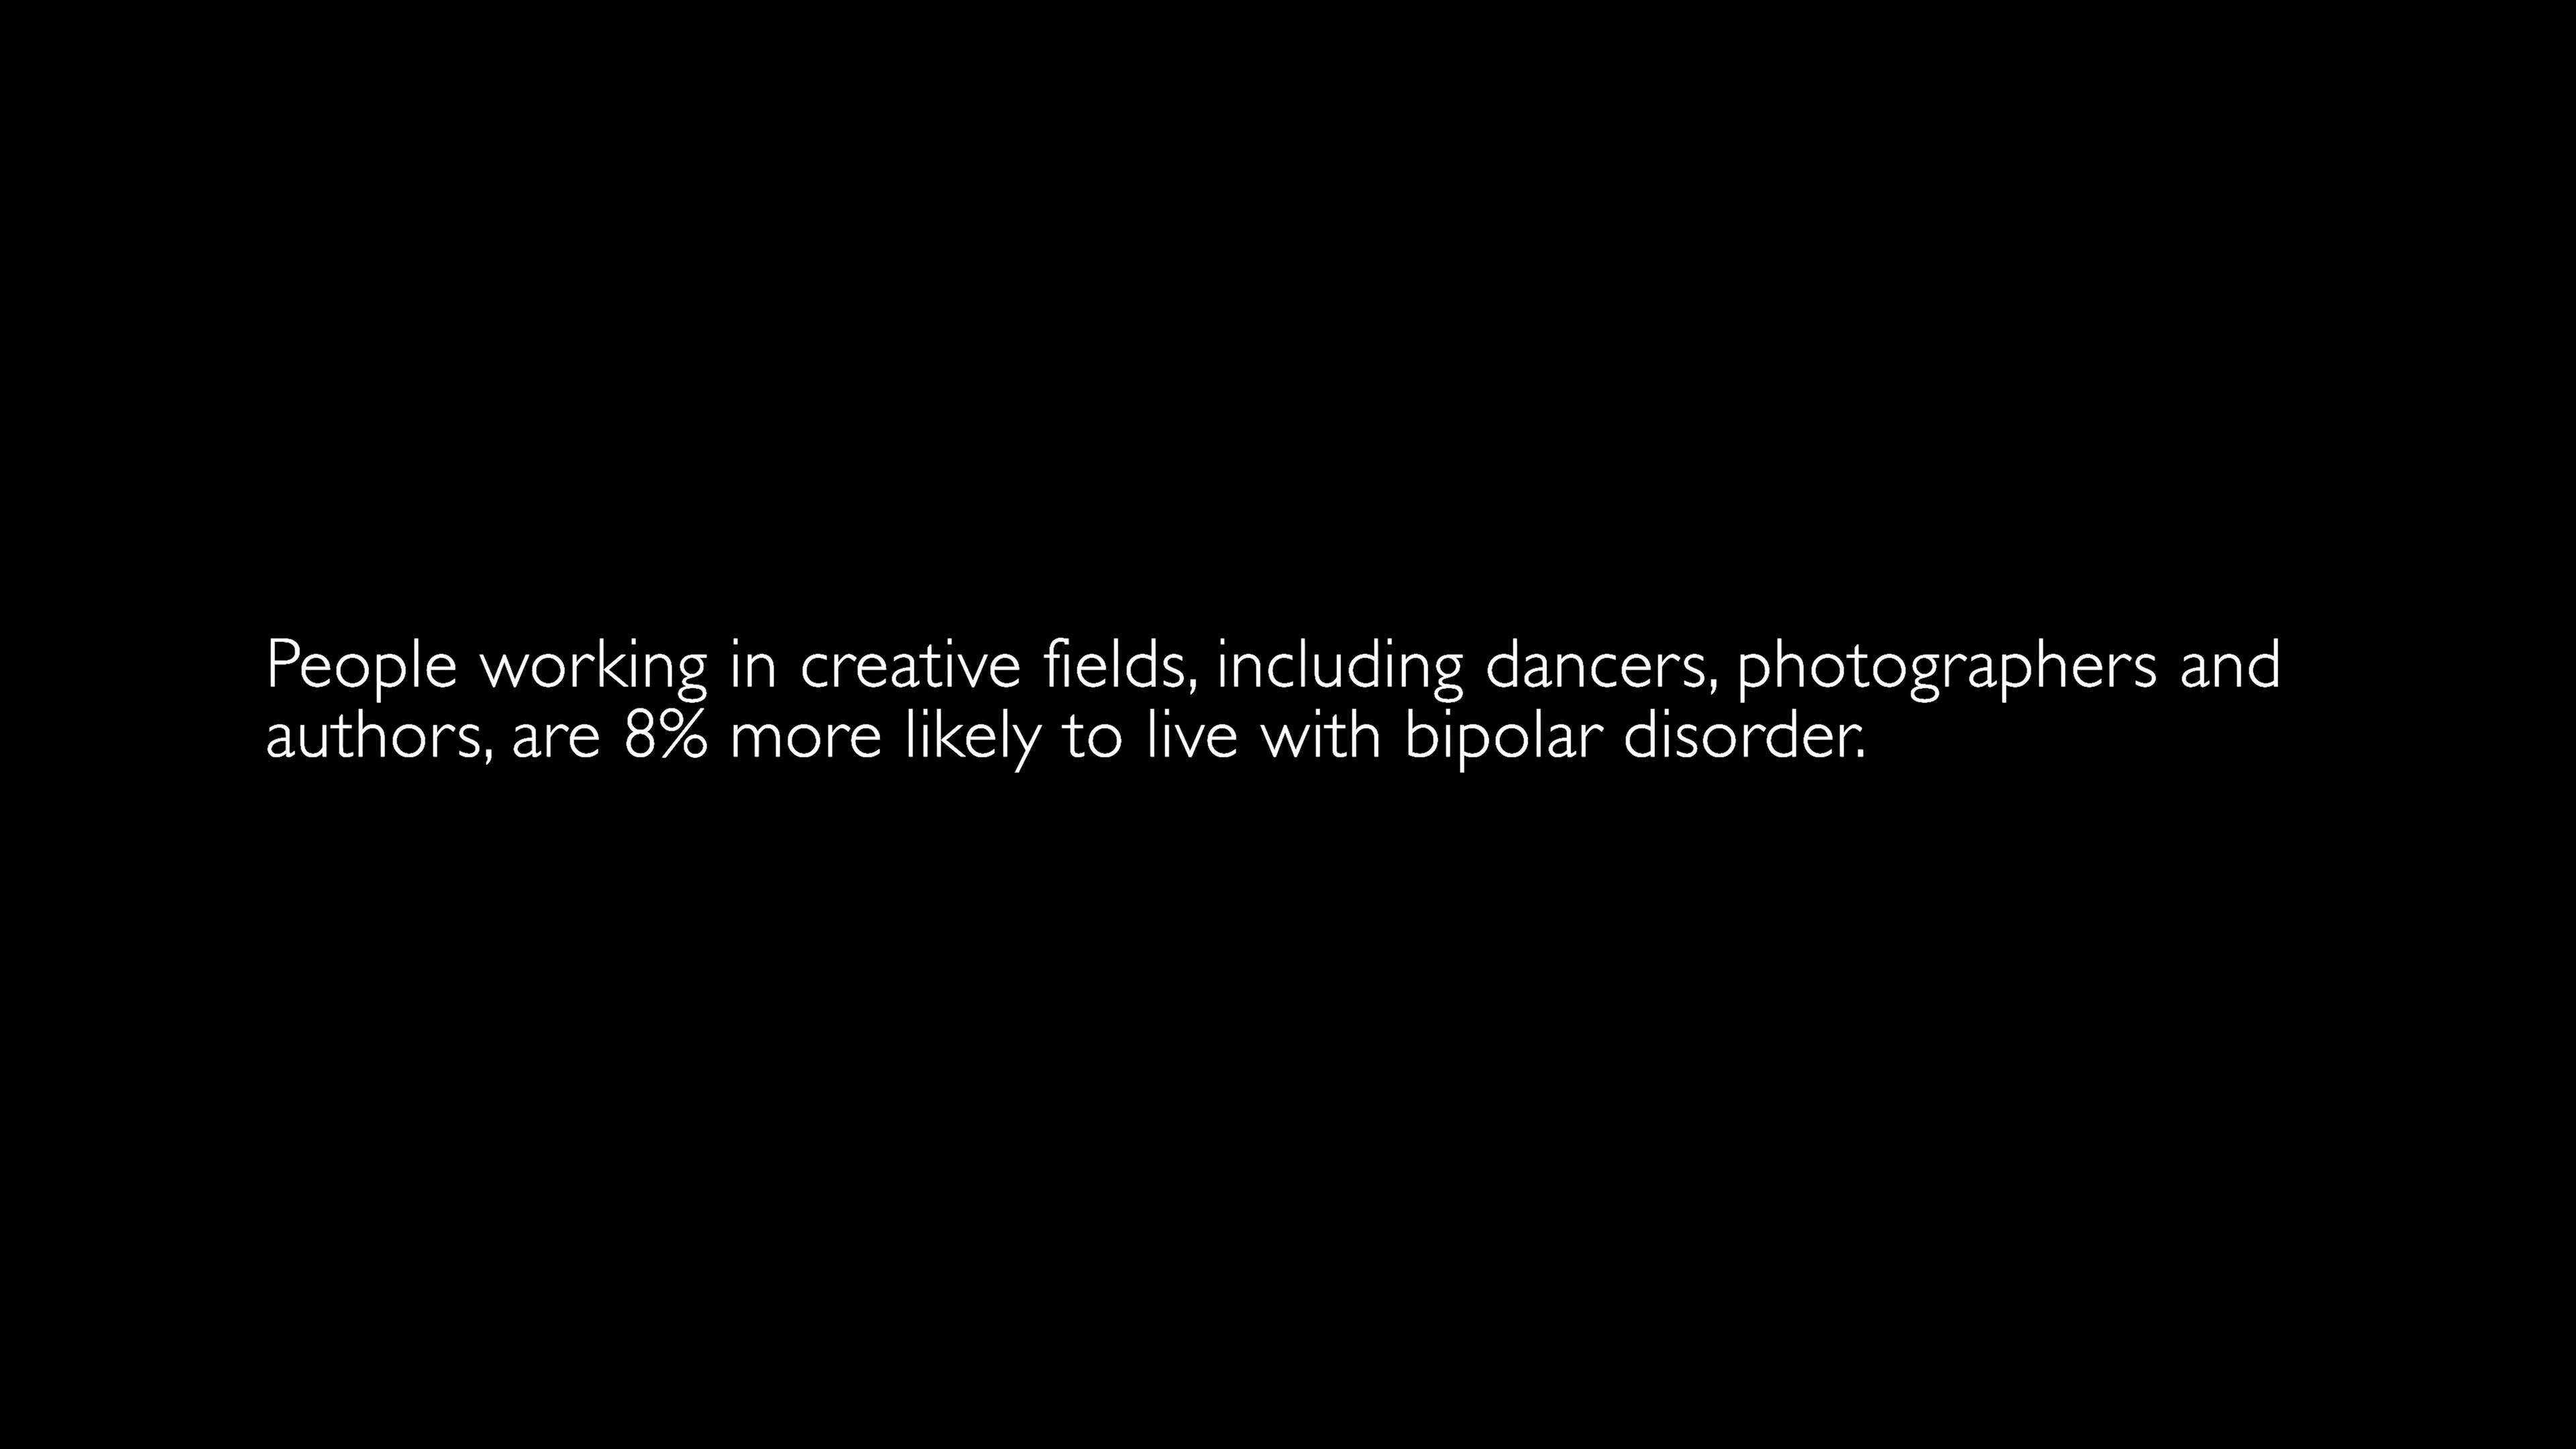 People working in creative fields, including dancers, photographers and
authors, are 8% more likely to live with bipolar disorder.